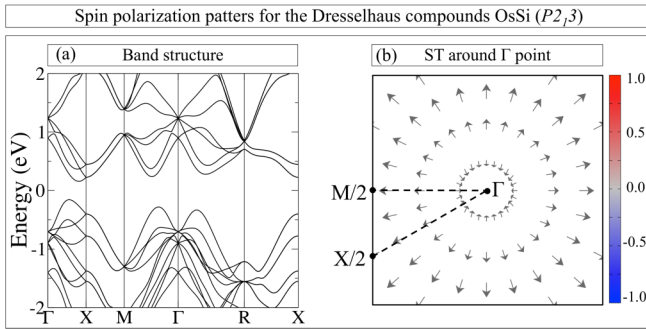 Spin polarization patters for the Dresselhaus compounds OsSi (P2₁3)
(a)
Band structure
(b)
ST around Γ point
Energy (eV)
2
1
0
-1
-2
Γ X M Γ R X
M/2
X/2
Γ
1.0
0.5
0.0
-0.5
-1.0